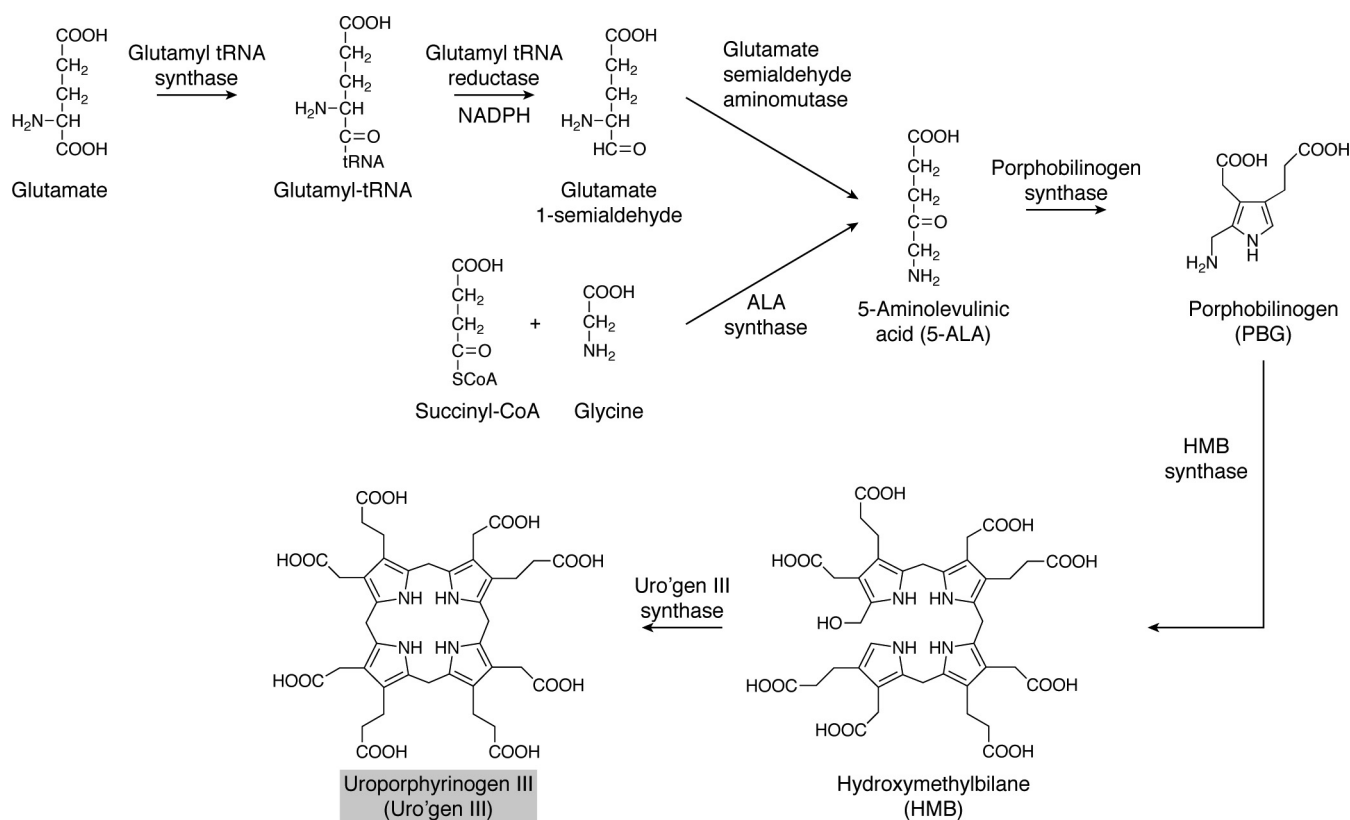 COOH
CH2
CH2
H2N–CH
COOH
Glutamate
Glutamyl tRNA
synthase
COOH
CH2
CH2
H2N–CH
C=O
tRNA
Glutamyl-tRNA
Glutamyl tRNA
reductase
NADPH
COOH
CH2
CH2
H2N–CH
HC=O
Glutamate
1-semialdehyde
Glutamate
semialdehyde
aminomutase
COOH
CH2
CH2
C=O
SCoA
Succinyl-CoA
+
COOH
CH2
NH2
Glycine
ALA
synthase
COOH
CH2
CH2
C=O
CH2
NH2
5-Aminolevulinic
acid (5-ALA)
Porphobilinogen
synthase
COOH
COOH
N
H
H2N
Porphobilinogen
(PBG)
HMB
synthase
COOH
COOH
HOOC
COOH
NH HN
HO
NH HN
HOOC
COOH
HOOC
COOH
Hydroxymethylbilane
(HMB)
Uro’gen III
synthase
COOH
COOH
HOOC
COOH
NH HN
NH HN
HOOC
COOH
COOH
COOH
Uroporphyrinogen III
(Uro’gen III)